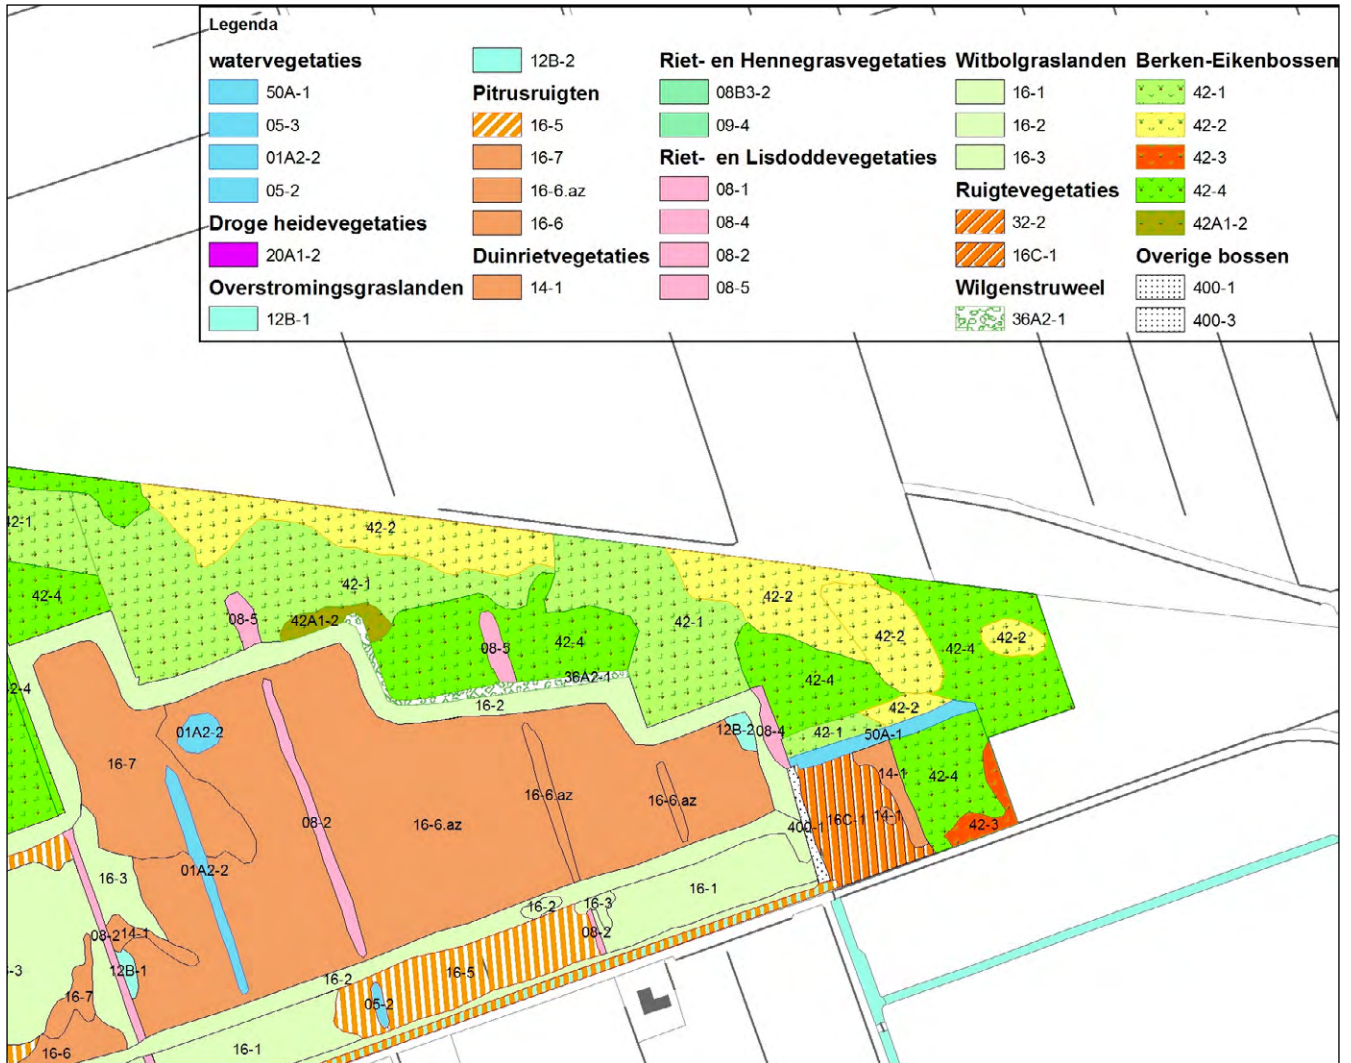 Legenda
watervegetaties
50A-1
05-3
01A2-2
05-2
Droge heidevegetaties
20A1-2
Overstromingsgraslanden
12B-1
12B-2
Pitrusruigten
16-5
16-7
16-6.az
16-6
Duinrietvegetaties
14-1
Riet- en Hennegrasvegetaties
08B3-2
09-4
Riet- en Lisdoddevegetaties
08-1
08-4
08-2
08-5
Witbolgraslanden
16-1
16-2
16-3
Ruigtevegetaties
32-2
16C-1
Wilgenstruweel
36A2-1
Berken-Eikenbossen
42-1
42-2
42-3
42-4
42A1-2
Overige bossen
400-1
400-3
42-1
42-2
42-1
42-4
42-2
08-5
42A1-2
42-1
42-2
42-2
42-4
08-5
42-4
36A2-1
42-4
2-4
16-2
42-2
01A2-2
12B-2
08-4
42-1
50A-1
16-7
14-1
42-4
16-6.az
16-6.az
08-2
16-6.az
400-1
16C-1
14-1
42-3
01A2-2
16-3
16-1
16-2
16-3
08-2
14-1
08-2
-3
12B-1
16-2
16-5
16-7
05-2
16-6
16-1